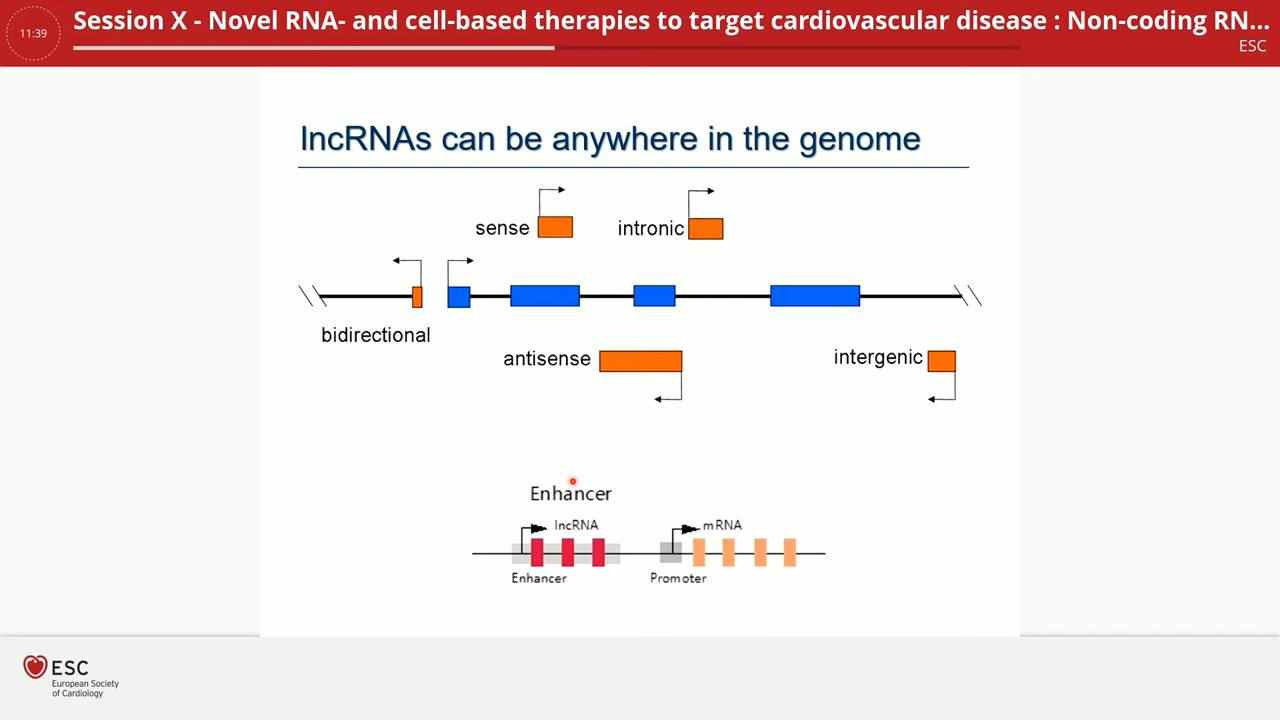 11:39
Session X - Novel RNA- and cell-based therapies to target cardiovascular disease : Non-coding RN...
ESC
lncRNAs can be anywhere in the genome
sense
intronic
bidirectional
antisense
intergenic
Enhancer
lncRNA
mRNA
Enhancer
Promoter
ESC
European Society
of Cardiology